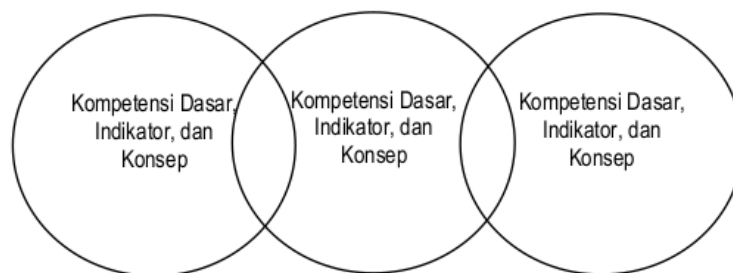 Kompetensi Dasar,
Indikator, dan
Konsep
Kompetensi Dasar,
Indikator, dan
Konsep
Kompetensi Dasar,
Indikator, dan
Konsep